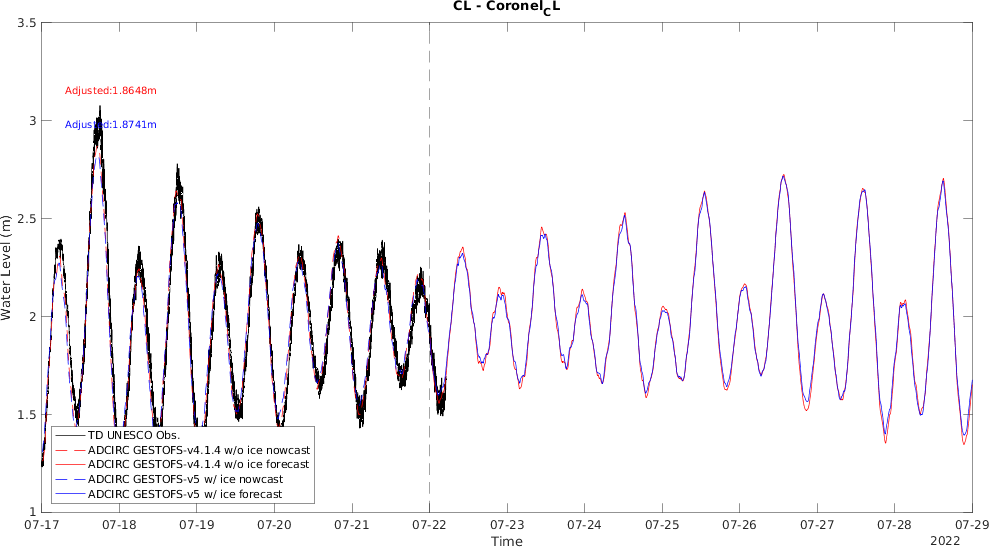 CL - Coronel_CL
3.5
3
2.5
2
1.5
1
Water Level (m)
Adjusted:1.8648m
Adjusted:1.8741m
TD UNESCO Obs.
ADCIRC GESTOFS-v4.1.4 w/o ice nowcast
ADCIRC GESTOFS-v4.1.4 w/o ice forecast
ADCIRC GESTOFS-v5 w/ ice nowcast
ADCIRC GESTOFS-v5 w/ ice forecast
07-17 07-18 07-19 07-20 07-21 07-22 07-23 07-24 07-25 07-26 07-27 07-28 07-29
Time
2022